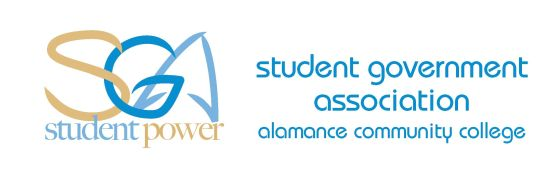 SGA
student power
student government
association
alamance community college